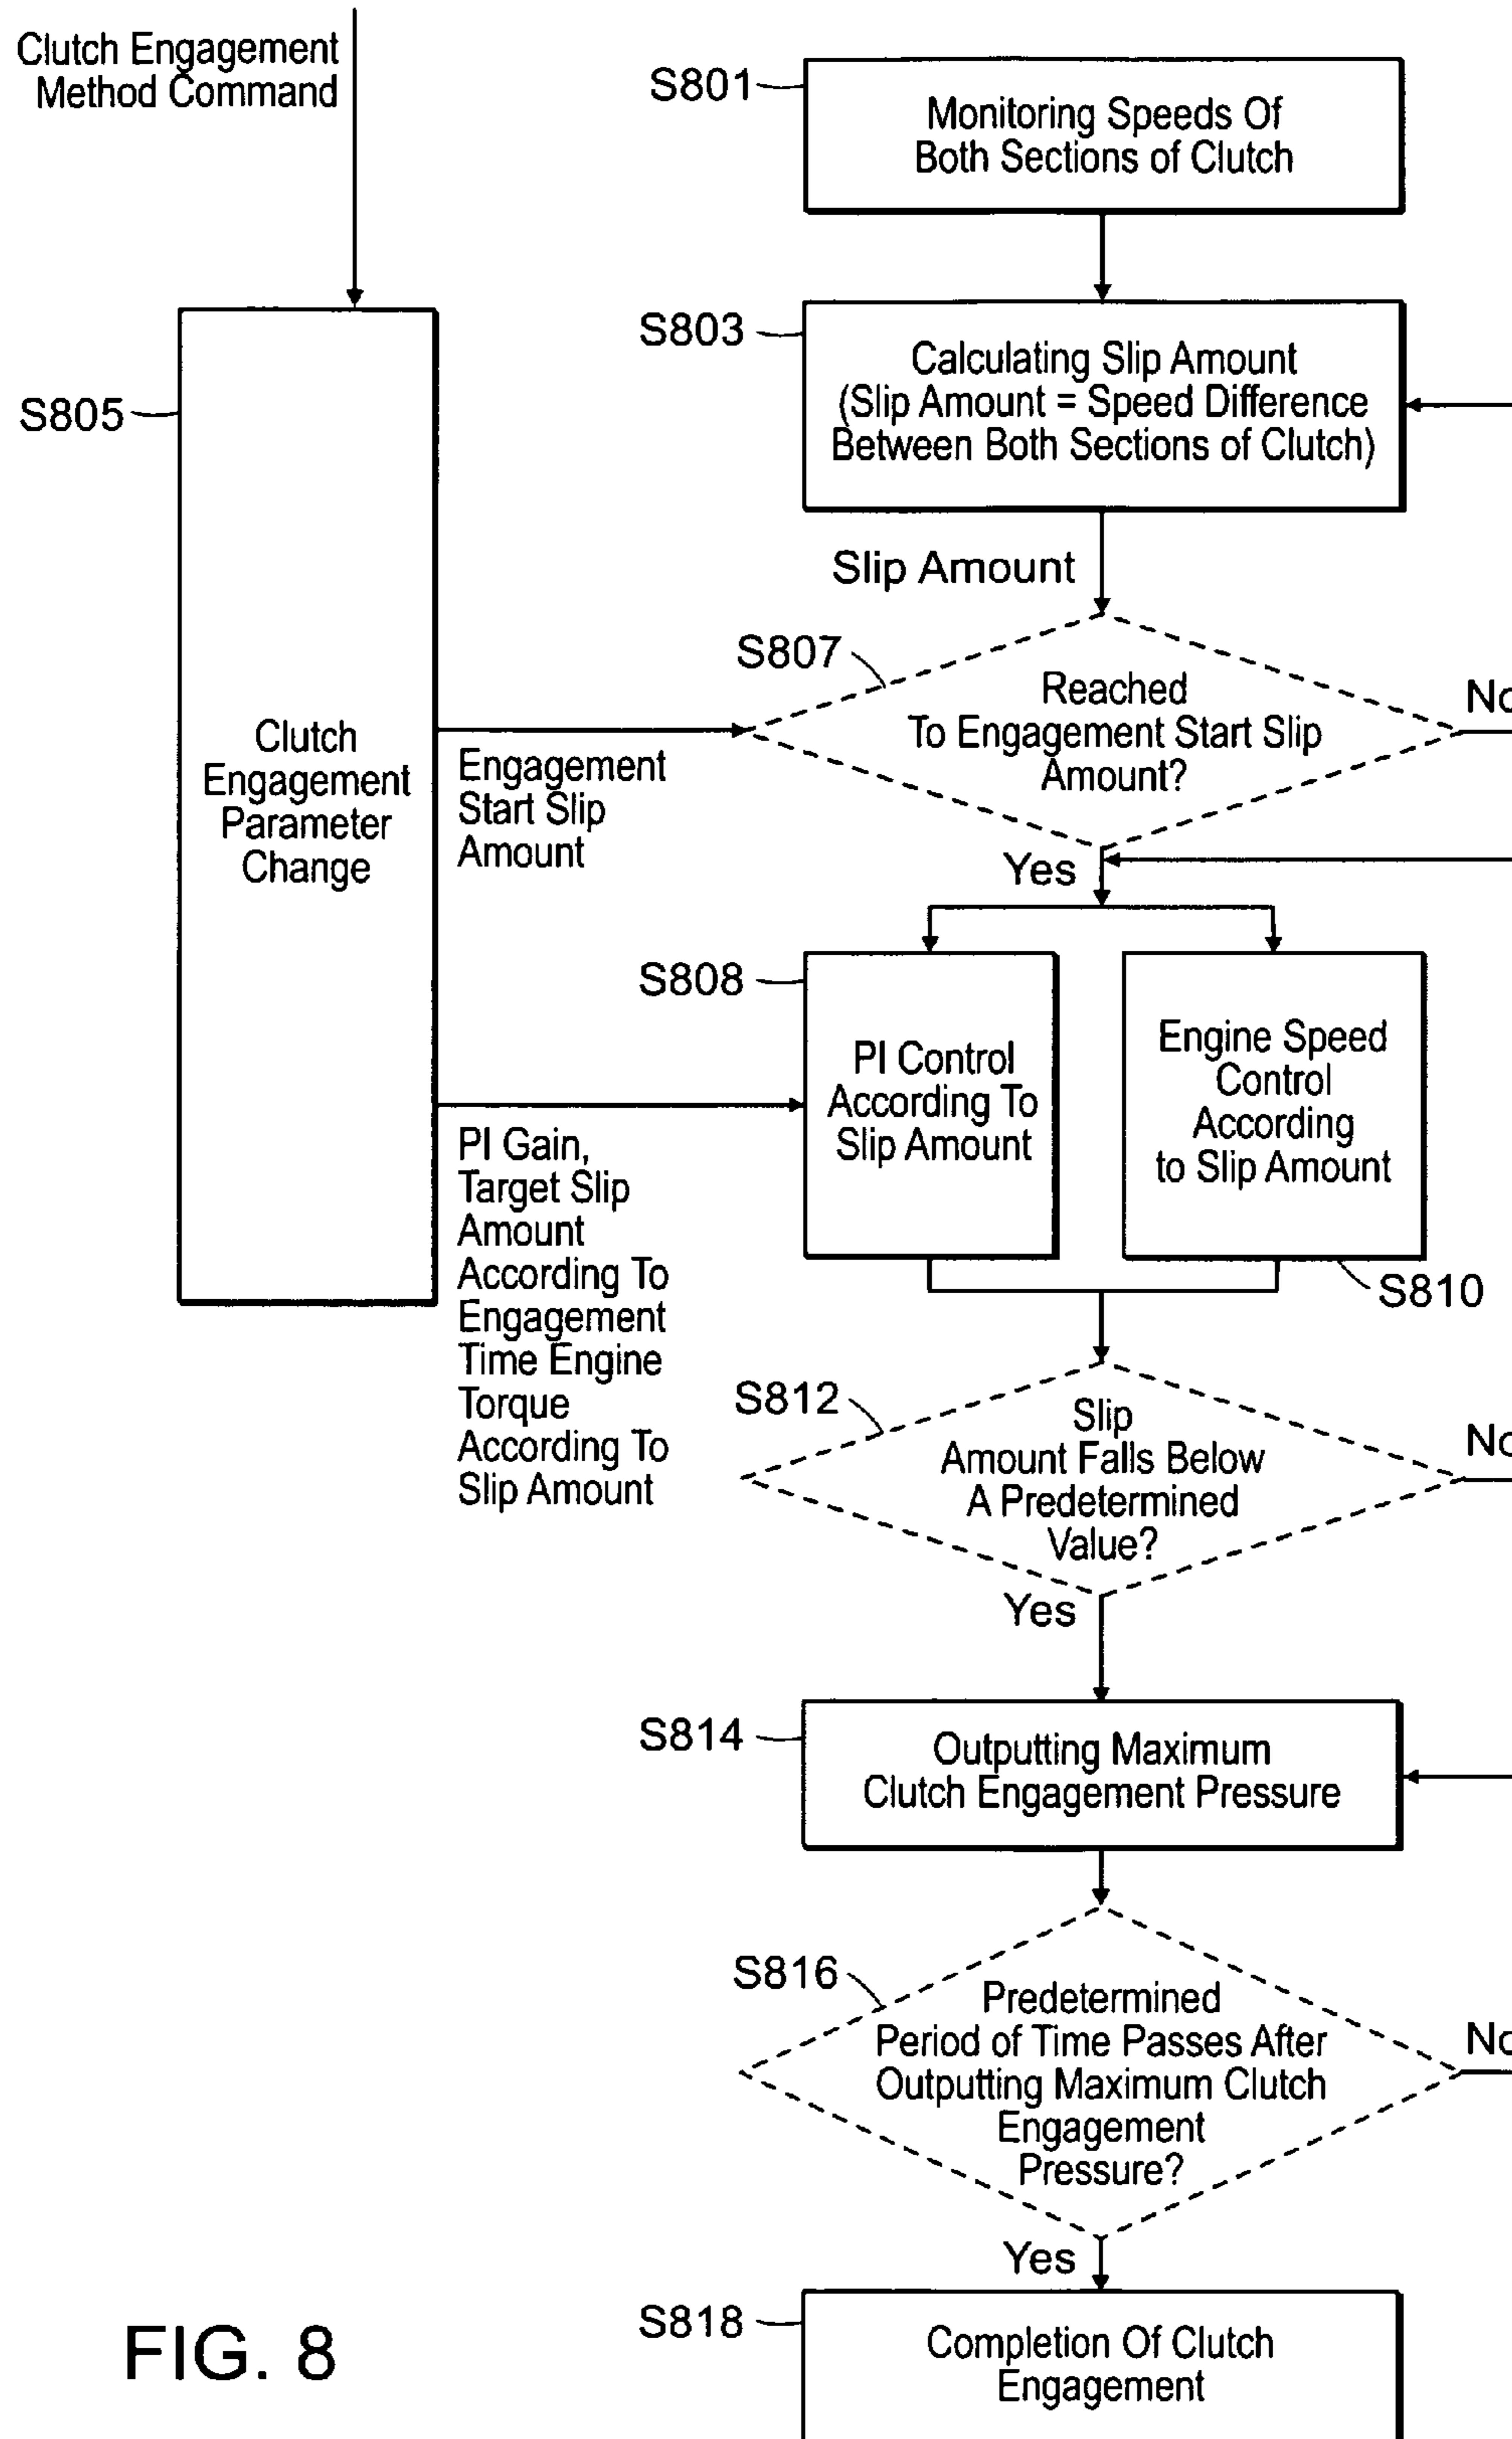 Clutch Engagement
Method Command
S801
Monitoring Speeds Of
Both Sections of Clutch
S803
Calculating Slip Amount
(Slip Amount = Speed Difference
Between Both Sections of Clutch)
S805
Slip Amount
S807
Reached
To Engagement Start Slip
Amount?
No
Clutch
Engagement
Parameter
Change
Engagement
Start Slip
Amount
Yes
S808
PI Control
According To
Slip Amount
Engine Speed
Control
According
to Slip Amount
S810
PI Gain,
Target Slip
Amount
According To
Engagement
Time Engine
Torque
According To
Slip Amount
S812
Slip
Amount Falls Below
A Predetermined
Value?
No
Yes
S814
Outputting Maximum
Clutch Engagement Pressure
S816
Predetermined
Period of Time Passes After
Outputting Maximum Clutch
Engagement
Pressure?
No
Yes
S818
Completion Of Clutch
Engagement
FIG. 8